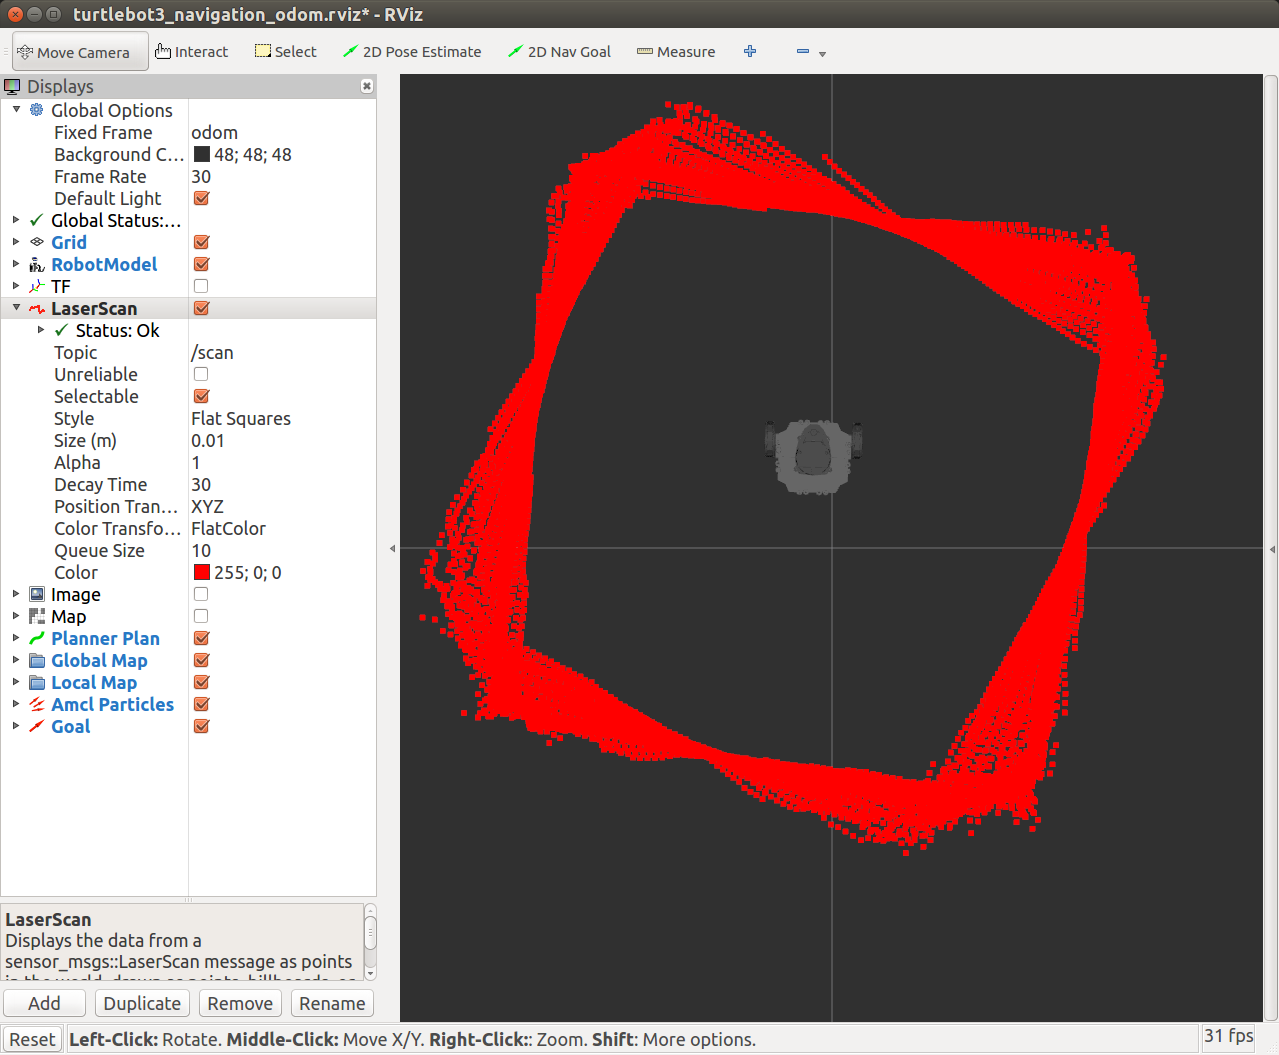 turtlebot3_navigation_odom.rviz* - RViz
Move Camera Interact Select 2D Pose Estimate 2D Nav Goal Measure
Displays
Global Options
Fixed Frame odom
Background C... 48; 48; 48
Frame Rate 30
Default Light
Global Status:...
Grid
RobotModel
TF
LaserScan
Status: Ok
Topic /scan
Unreliable
Selectable
Style Flat Squares
Size (m) 0.01
Alpha 1
Decay Time 30
Position Tran... XYZ
Color Transfo... FlatColor
Queue Size 10
Color 255; 0; 0
Image
Map
Planner Plan
Global Map
Local Map
Amcl Particles
Goal
LaserScan
Displays the data from a
sensor_msgs::LaserScan message as points
Add Duplicate Remove Rename
Reset Left-Click: Rotate. Middle-Click: Move X/Y. Right-Click:: Zoom. Shift: More options. 31 fps